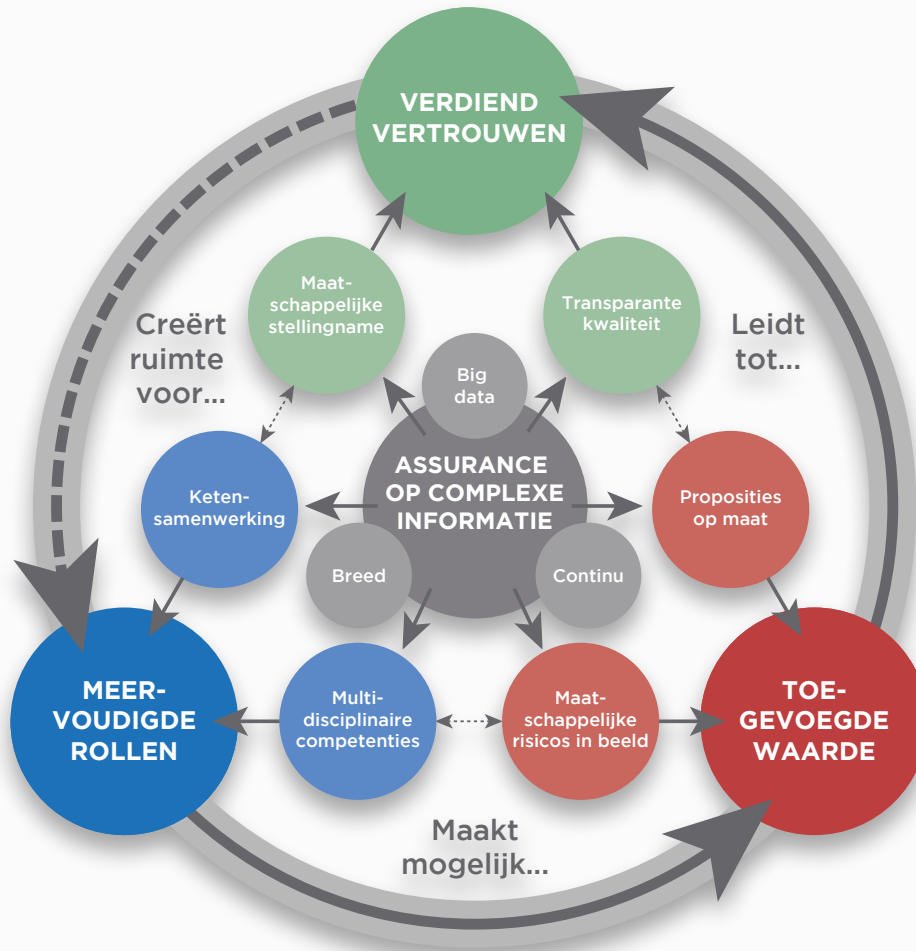 VERDIEND
VERTROUWEN
Maat-
schappelijke
stellingname
Transparante
kwaliteit
Creëert
ruimte
voor...
Leidt
tot...
Big
data
ASSURANCE
OP COMPLEXE
INFORMATIE
Keten-
samenwerking
Proposities
op maat
Breed
Continu
MEER-
VOUDIGDE
ROLLEN
Multi-
disciplinaire
competenties
Maat-
schappelijke
risicos in beeld
TOE-
GEVOEGDE
WAARDE
Maakt
mogelijk...